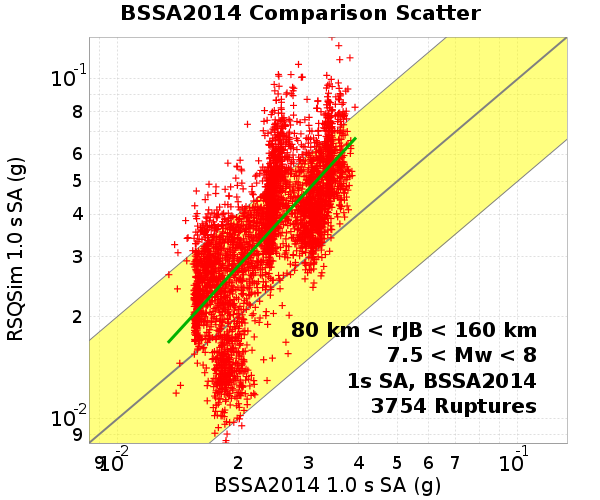 BSSA2014 Comparison Scatter
RSQSim 1.0 s SA (g)
10⁻¹
8
6
5
4
3
2
10⁻²
9
80 km < rJB < 160 km
7.5 < Mw < 8
1s SA, BSSA2014
3754 Ruptures
9 10⁻² 2 3 4 5 6 7 10⁻¹
BSSA2014 1.0 s SA (g)